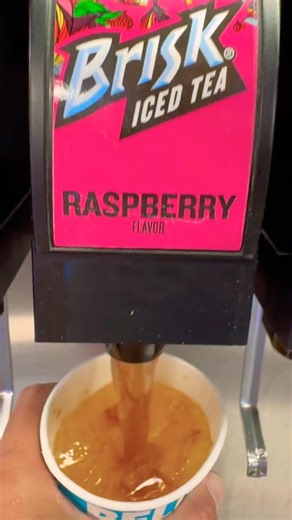 Brisk®
ICED TEA
RASPBERRY
FLAVOR